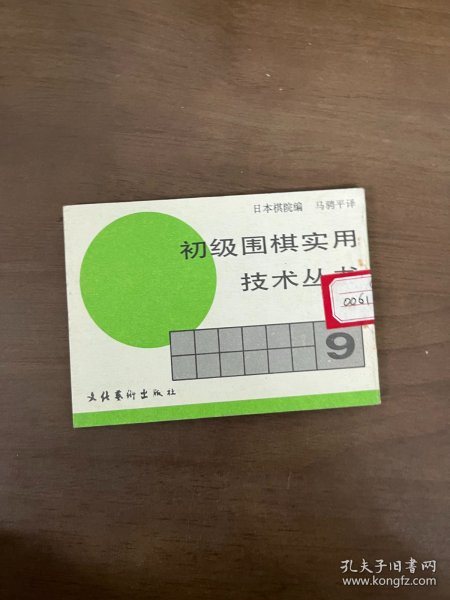 日本棋院编 马骋平译
初级围棋实用
技术丛书
0061
9
文化艺术出版社
孔夫子旧书网
www.kongfz.com